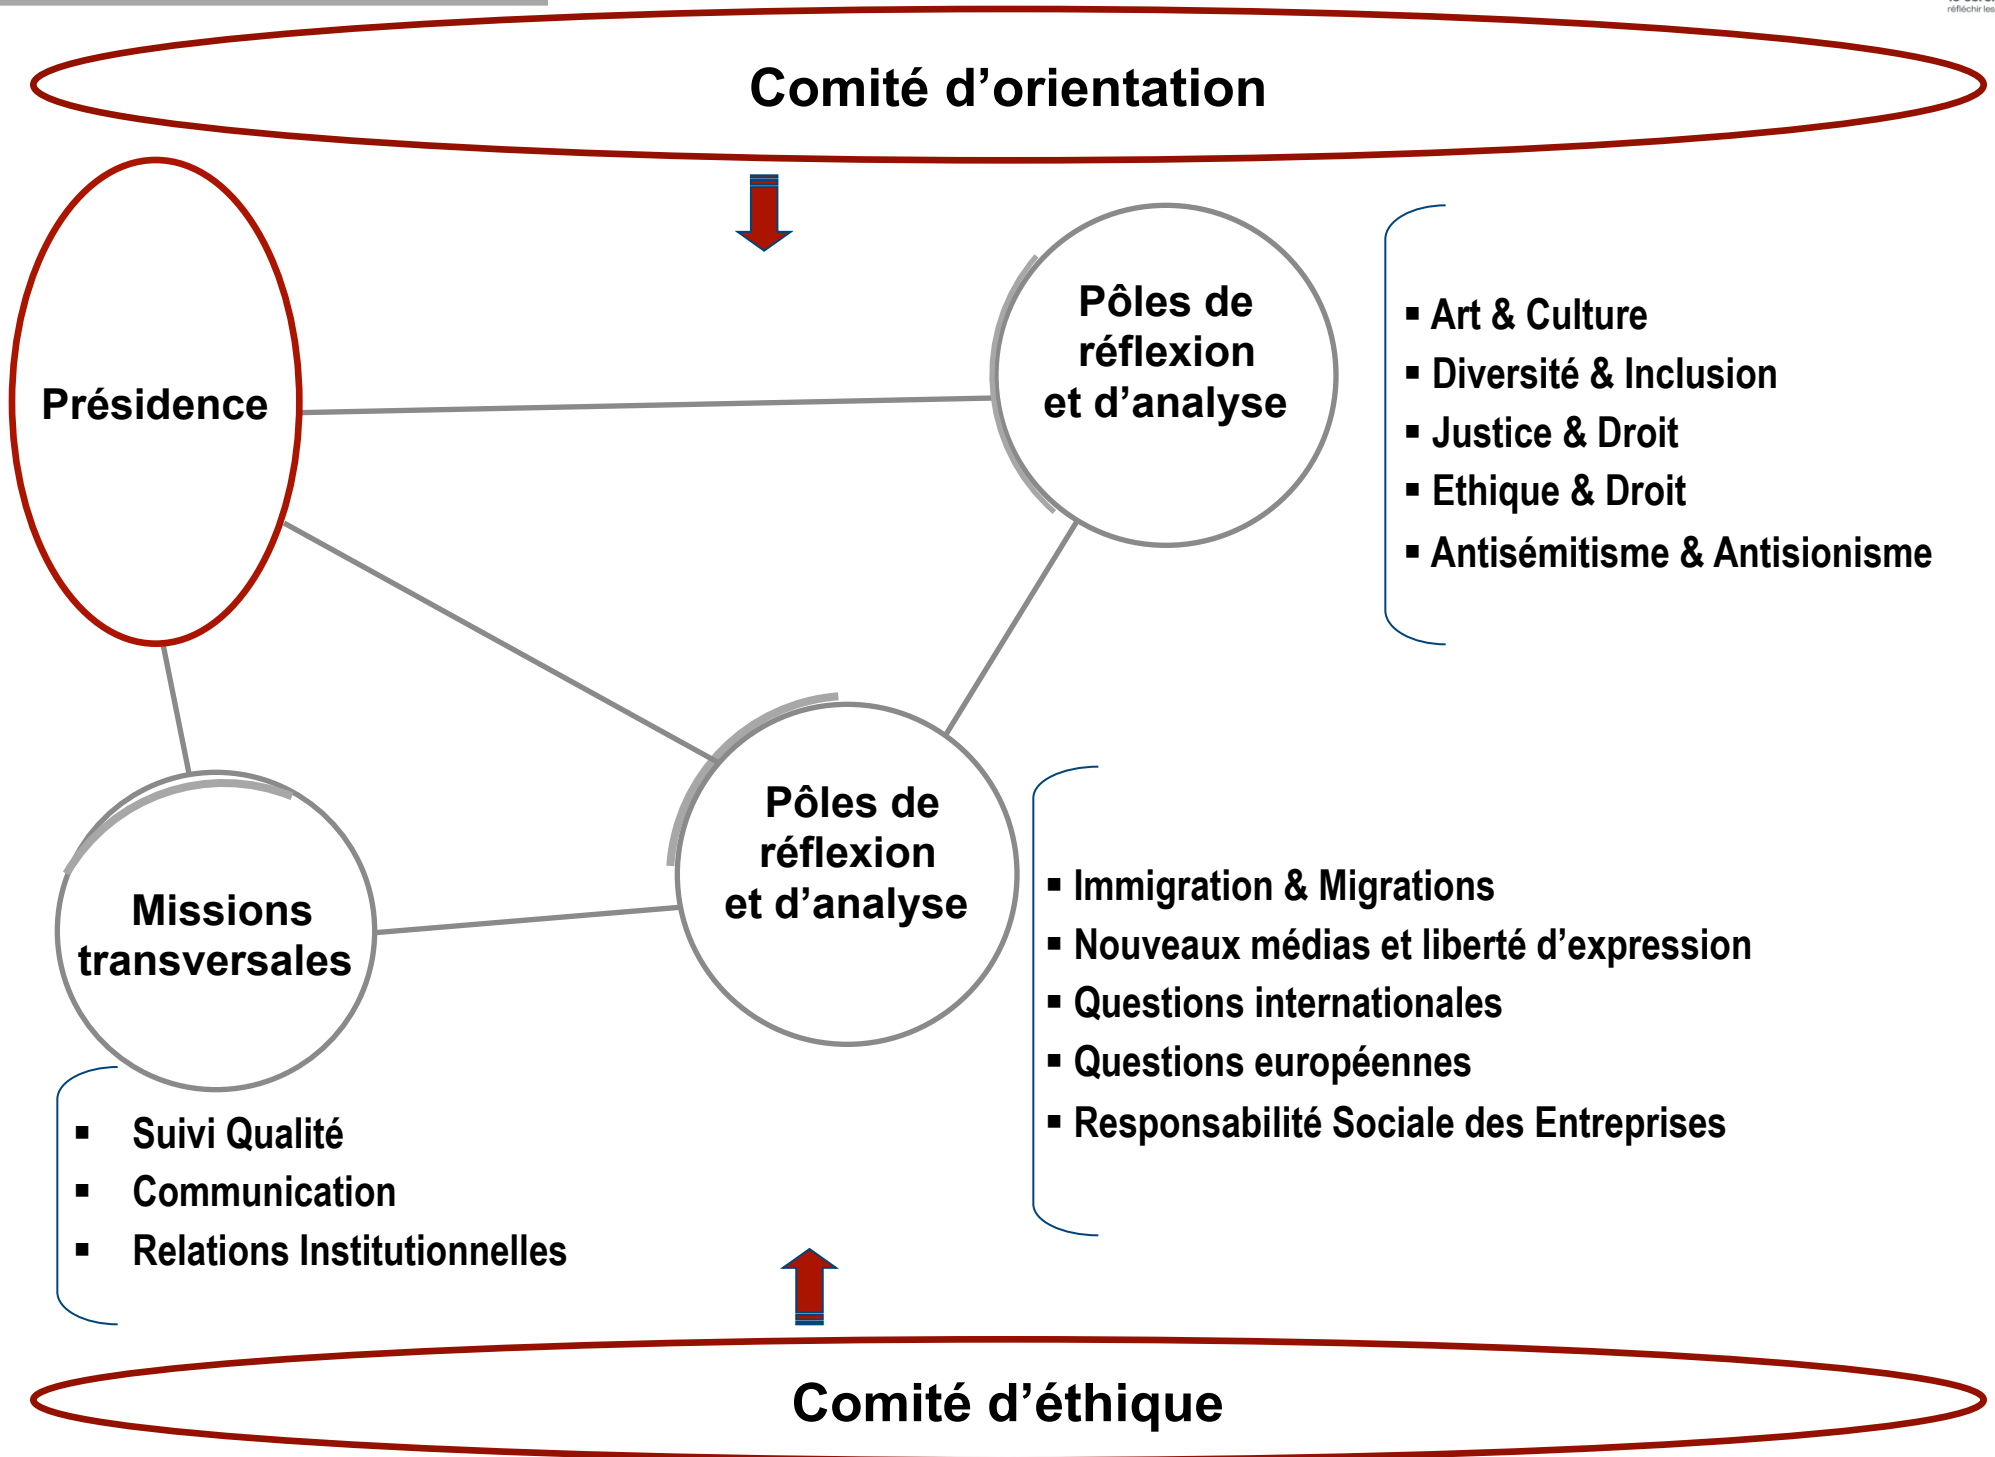 réfléchir les
Comité d’orientation
Présidence
Pôles de
réflexion
et d’analyse
▪ Art & Culture
▪ Diversité & Inclusion
▪ Justice & Droit
▪ Ethique & Droit
▪ Antisémitisme & Antisionisme
Missions
transversales
Pôles de
réflexion
et d’analyse
▪ Immigration & Migrations
▪ Nouveaux médias et liberté d’expression
▪ Questions internationales
▪ Questions européennes
▪ Responsabilité Sociale des Entreprises
▪ Suivi Qualité
▪ Communication
▪ Relations Institutionnelles
Comité d’éthique